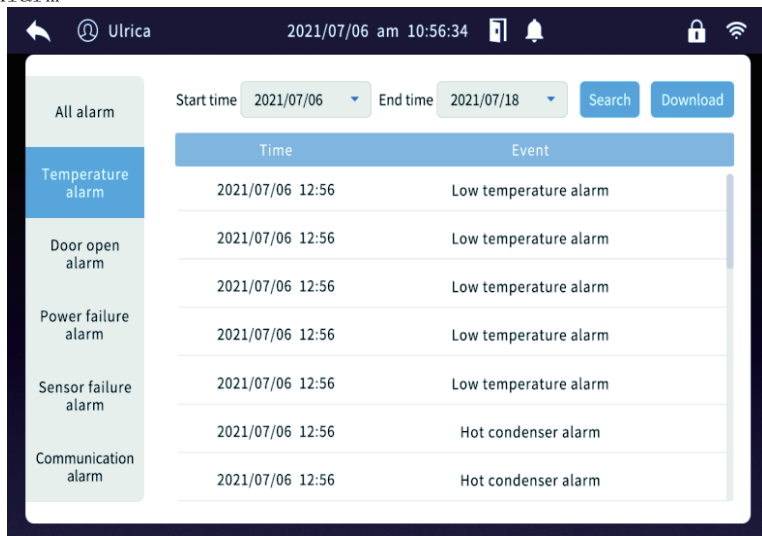 Ulrica 2021/07/06 am 10:56:34
Start time 2021/07/06 End time 2021/07/18 Search Download
All alarm
Temperature
alarm
Door open
alarm
Power failure
alarm
Sensor failure
alarm
Communication
alarm
Time Event
2021/07/06 12:56 Low temperature alarm
2021/07/06 12:56 Low temperature alarm
2021/07/06 12:56 Low temperature alarm
2021/07/06 12:56 Low temperature alarm
2021/07/06 12:56 Low temperature alarm
2021/07/06 12:56 Hot condenser alarm
2021/07/06 12:56 Hot condenser alarm